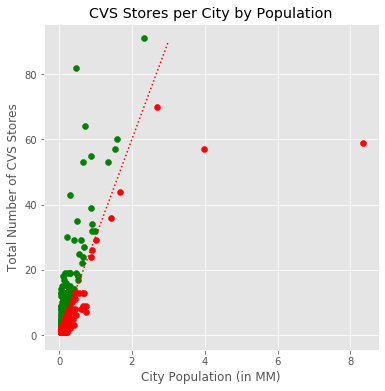 CVS Stores per City by Population
Total Number of CVS Stores
80
60
40
20
0
0 2 4 6 8
City Population (in MM)